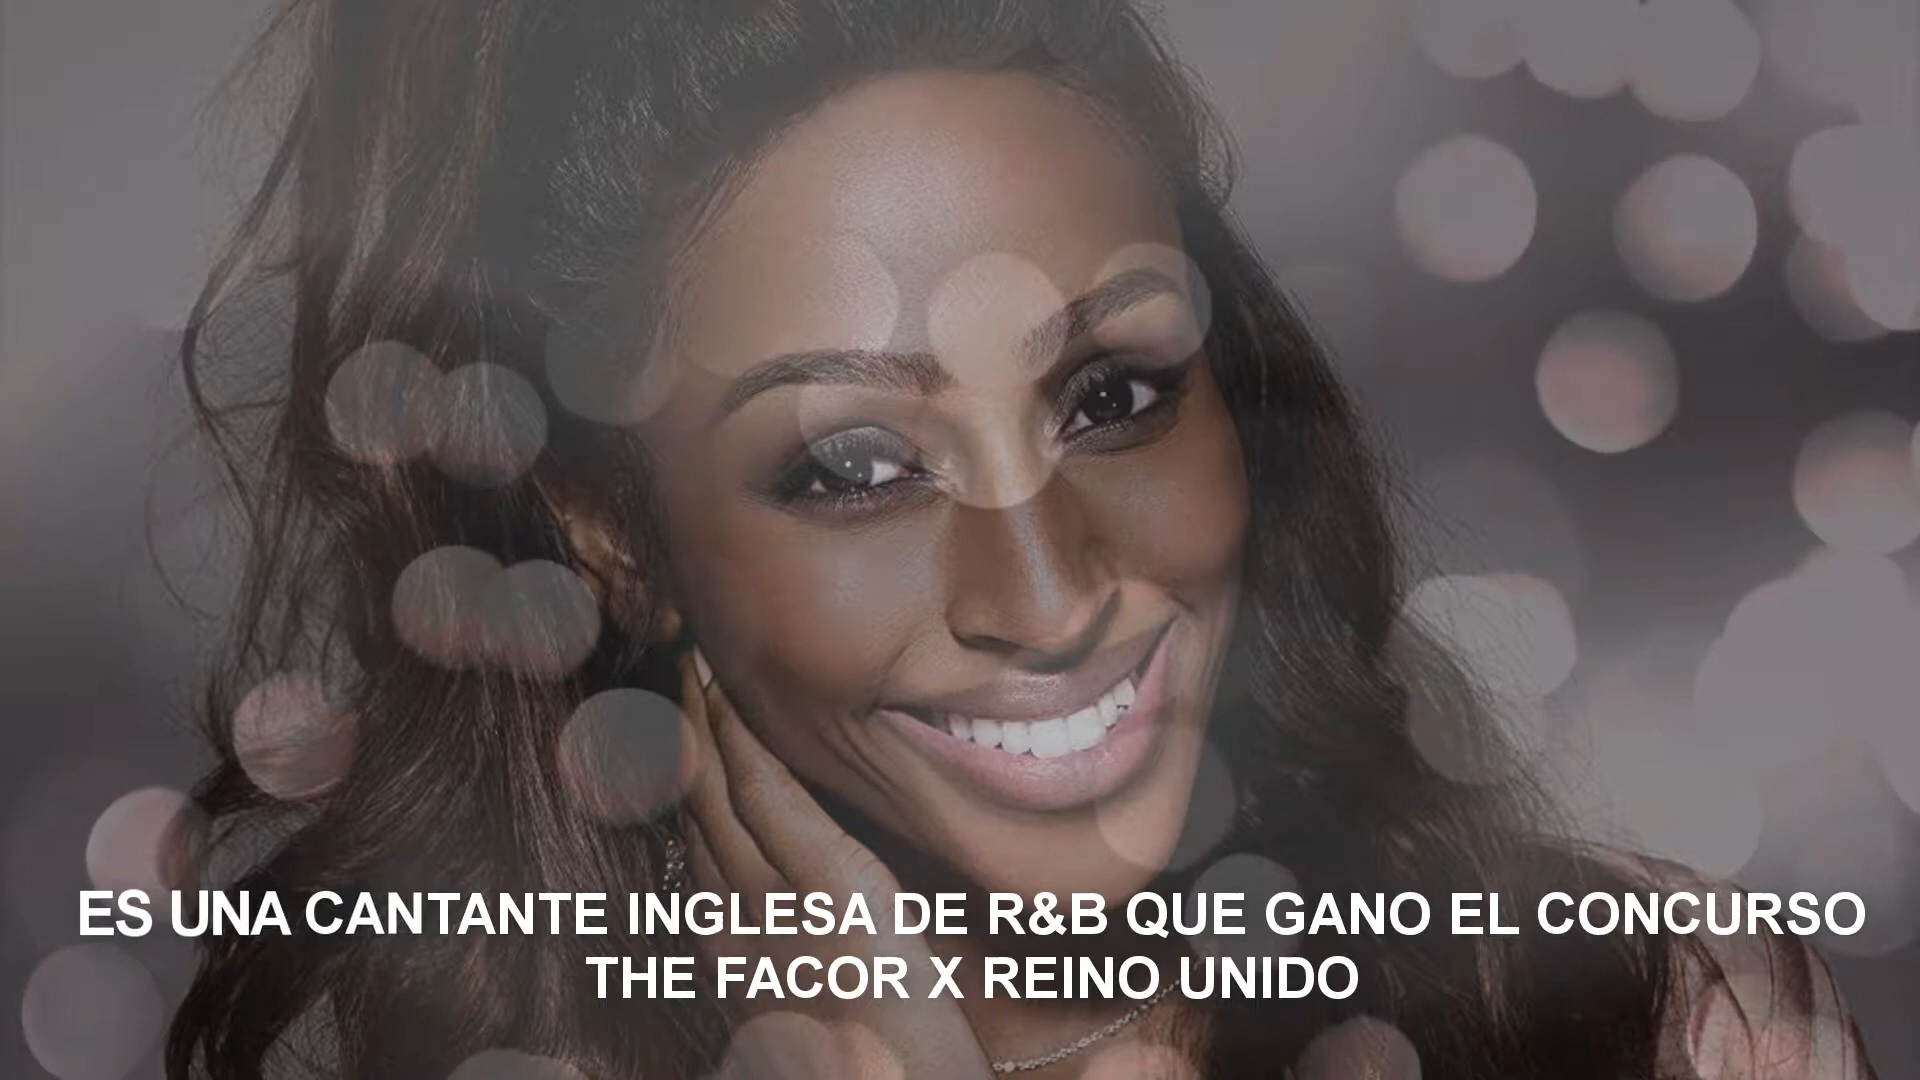 ES UNA CANTANTE INGLESA DE R&B QUE GANO EL CONCURSO
THE FACOR X REINO UNIDO